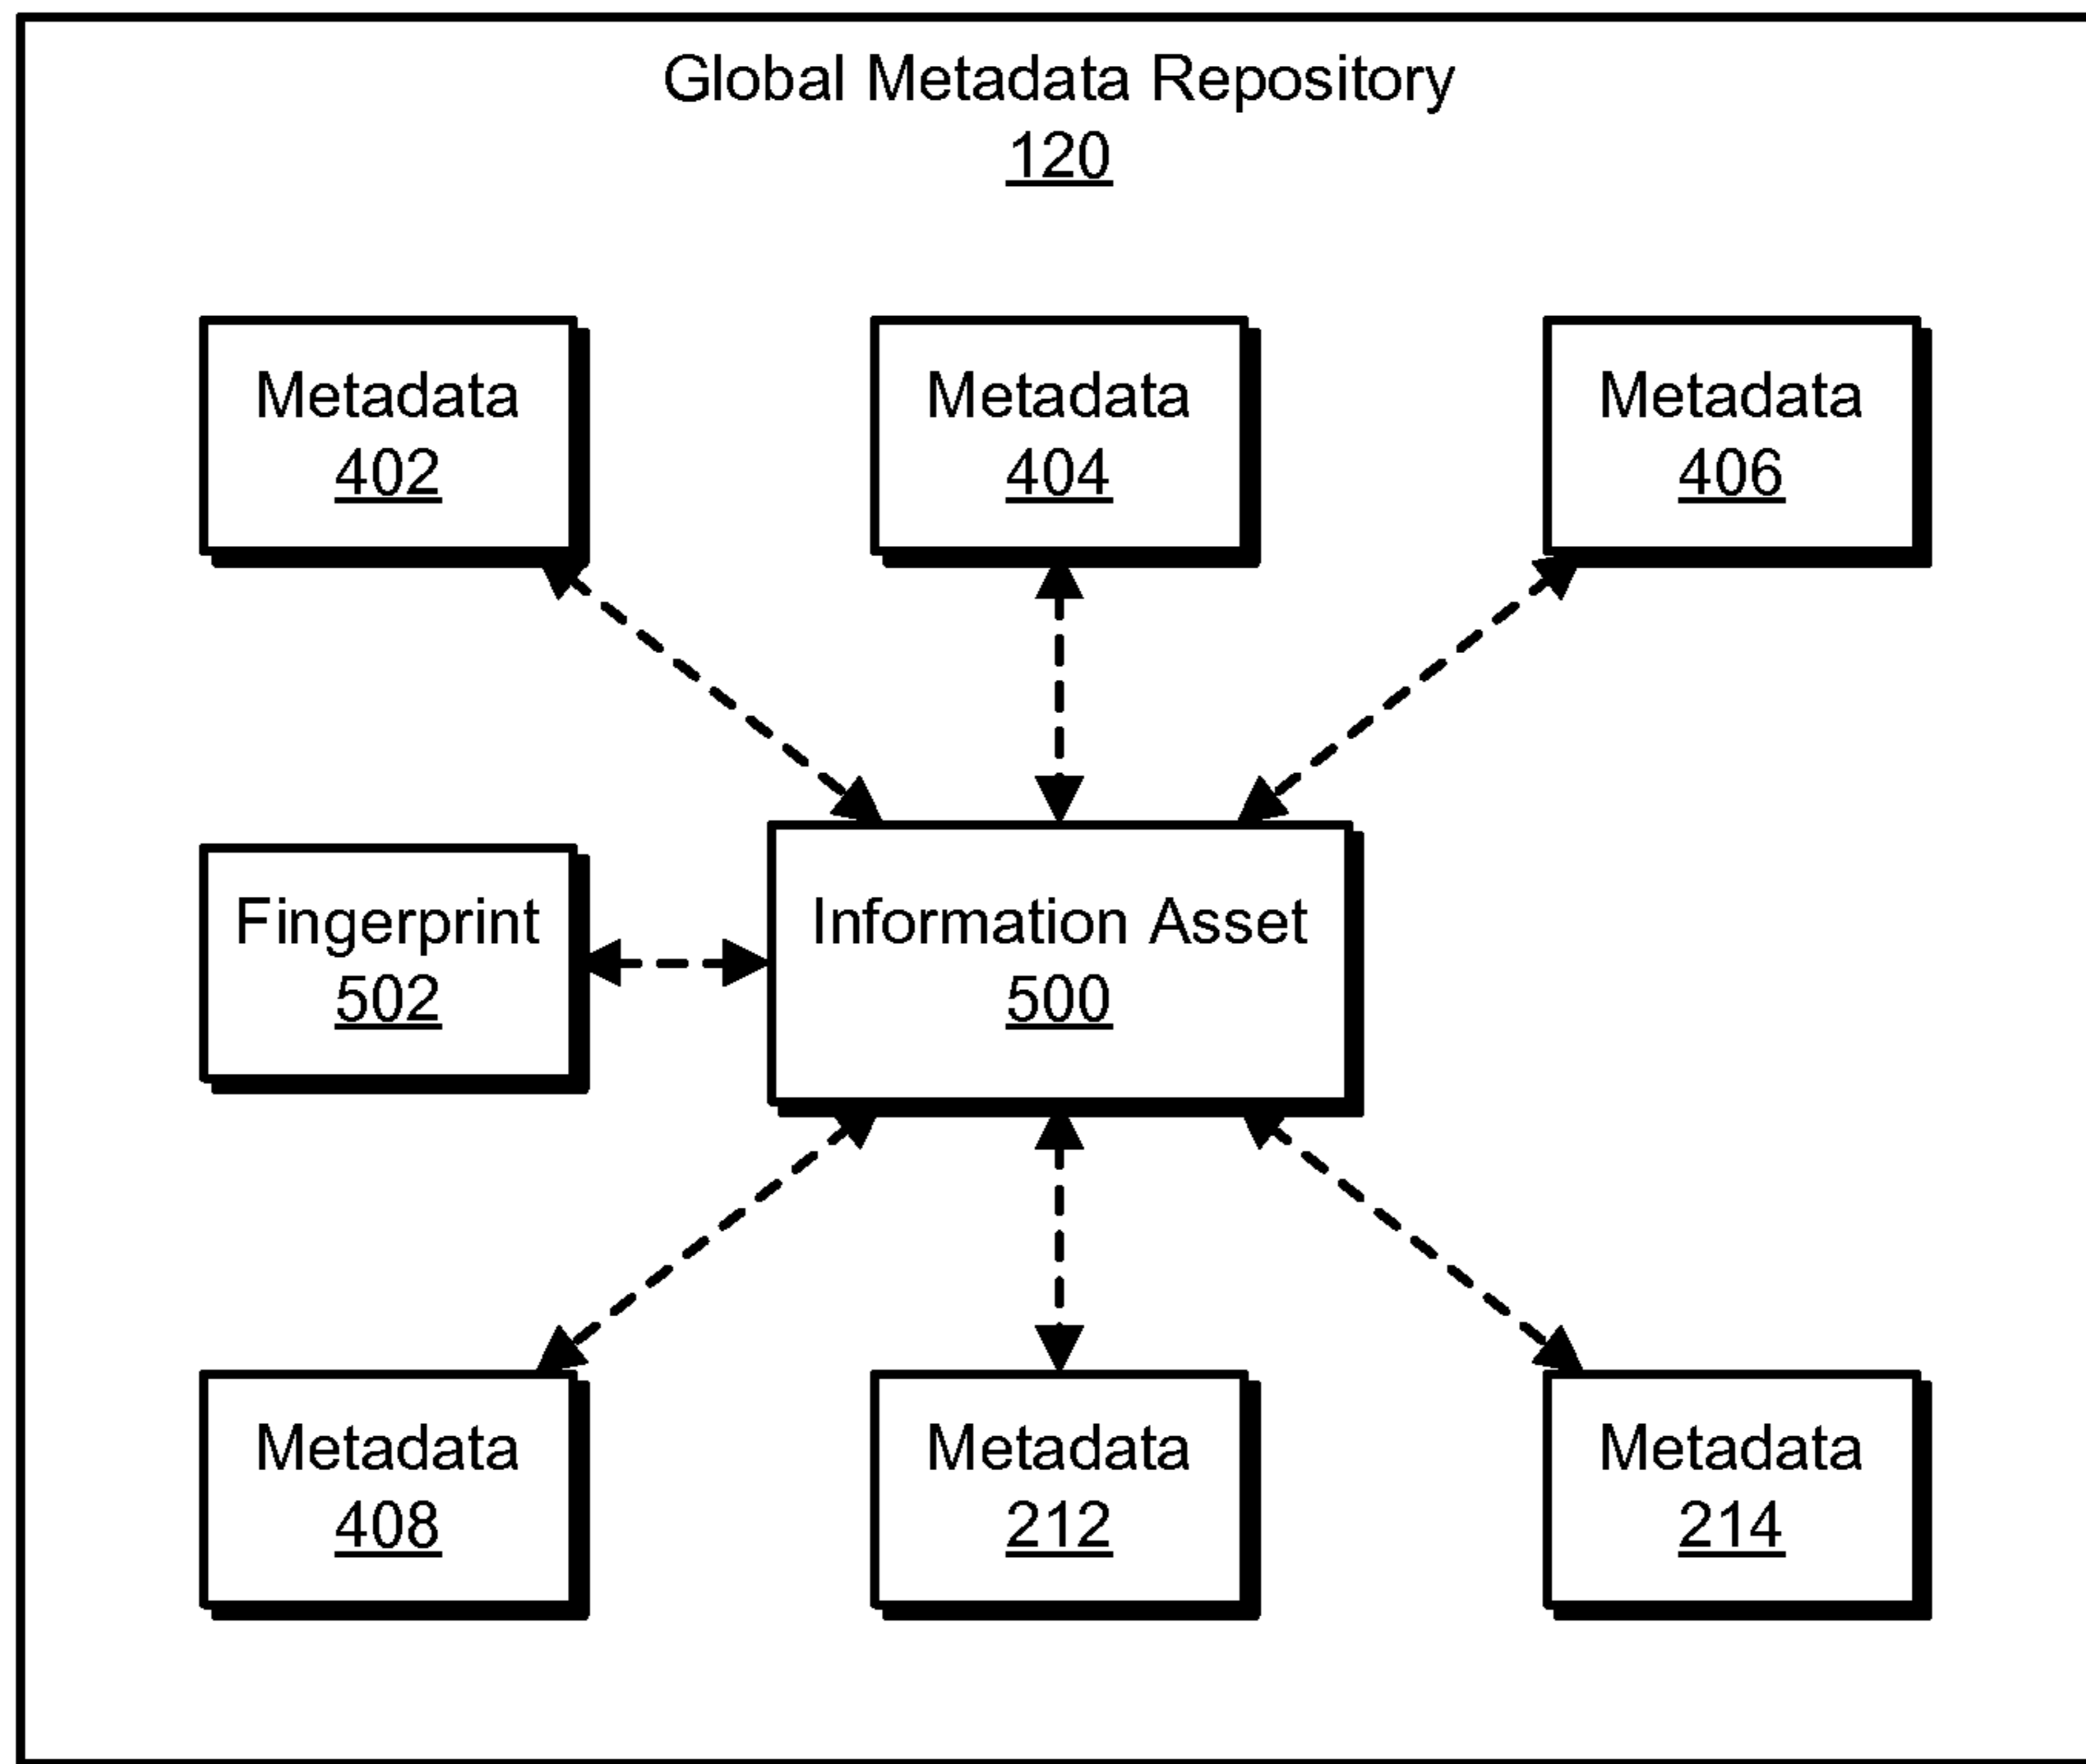 Global Metadata Repository
120
Metadata
402
Metadata
404
Metadata
406
Fingerprint
502
Information Asset
500
Metadata
408
Metadata
212
Metadata
214